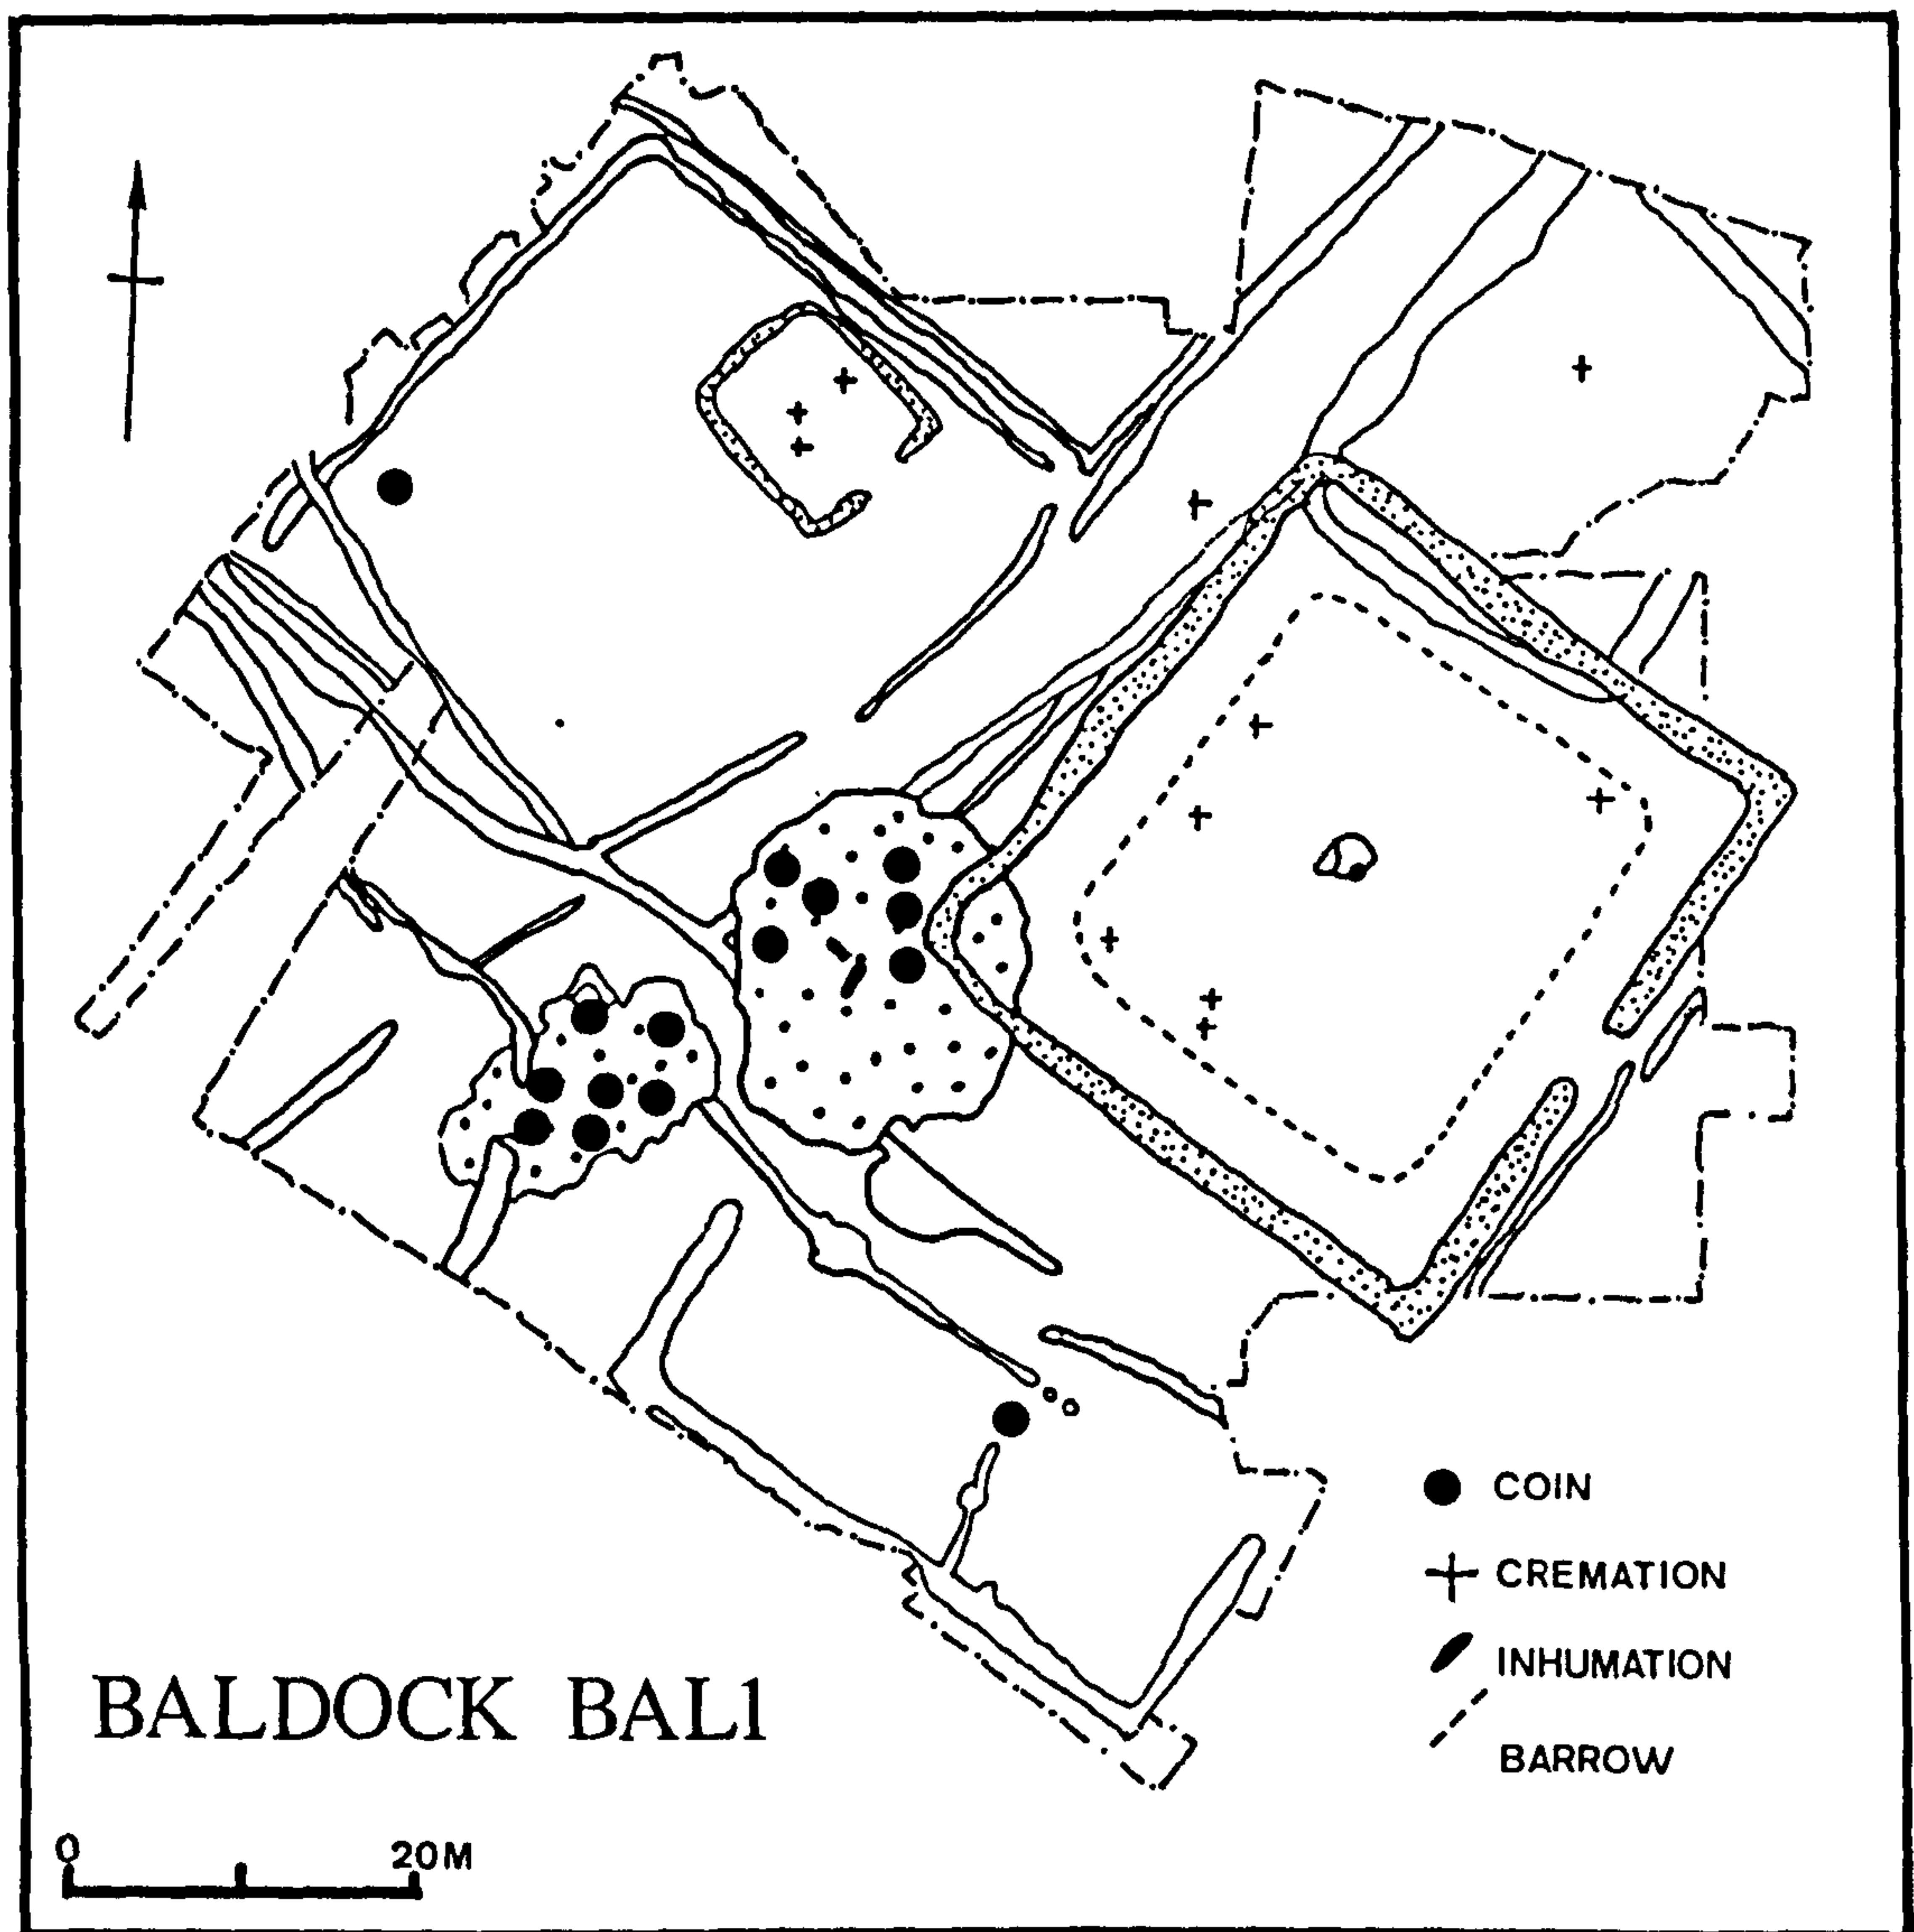 COIN
CREMATION
INHUMATION
BARROW
BALDOCK BAL1
0 20M